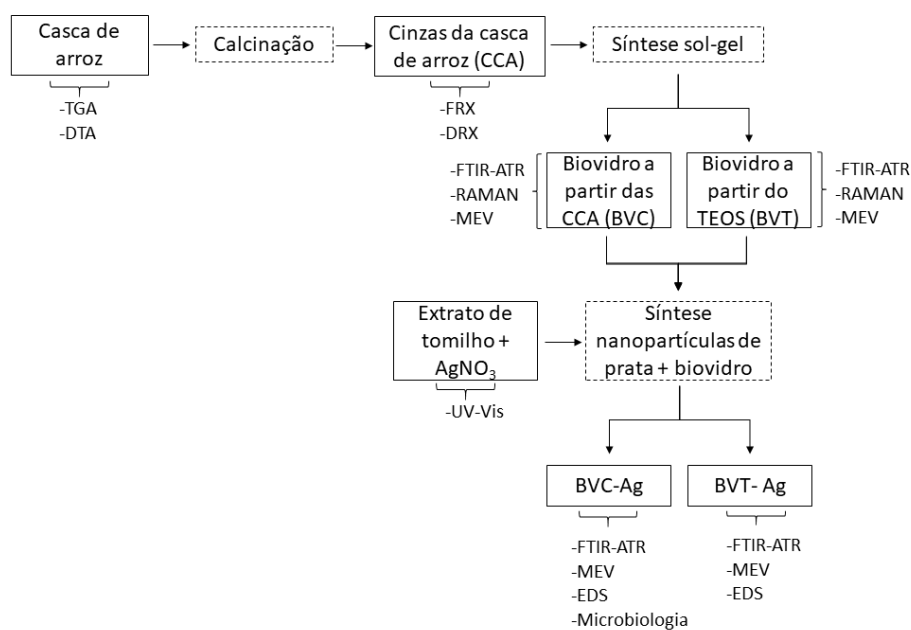 Casca de
arroz
Calcinação
Cinzas da casca
de arroz (CCA)
Síntese sol-gel
-TGA
-DTA
-FRX
-DRX
-FTIR-ATR
-RAMAN
-MEV
Biovidro a
partir das
CCA (BVC)
Biovidro a
partir do
TEOS (BVT)
-FTIR-ATR
-RAMAN
-MEV
Extrato de
tomilho +
AgNO3
-UV-Vis
Síntese
nanopartículas de
prata + biovidro
BVC-Ag
BVT- Ag
-FTIR-ATR
-MEV
-EDS
-Microbiologia
-FTIR-ATR
-MEV
-EDS